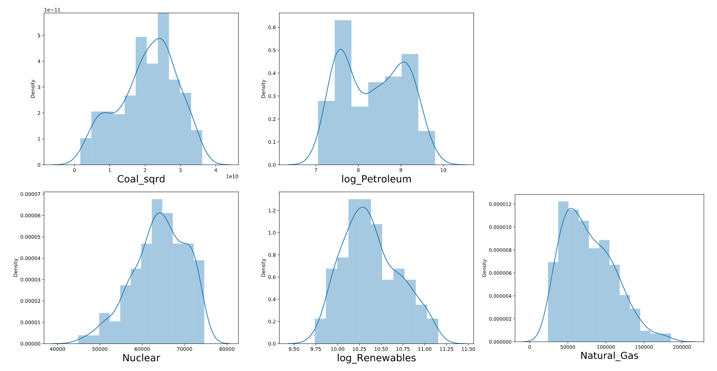 1e−11
5
4
3
2
1
0
Density
0 1 2 3 4
1e10
Coal_sqrd
0.6
0.5
0.4
0.3
0.2
0.1
0.0
Density
7 8 9 10
log_Petroleum
0.00007
0.00006
0.00005
0.00004
0.00003
0.00002
0.00001
0.00000
Density
40000 50000 60000 70000 80000
Nuclear
1.2
1.0
0.8
0.6
0.4
0.2
0.0
Density
9.50 9.75 10.00 10.25 10.50 10.75 11.00 11.25 11.50
log_Renewables
0.000012
0.000010
0.000008
0.000006
0.000004
0.000002
0.000000
Density
0 50000 100000 150000 200000
Natural_Gas